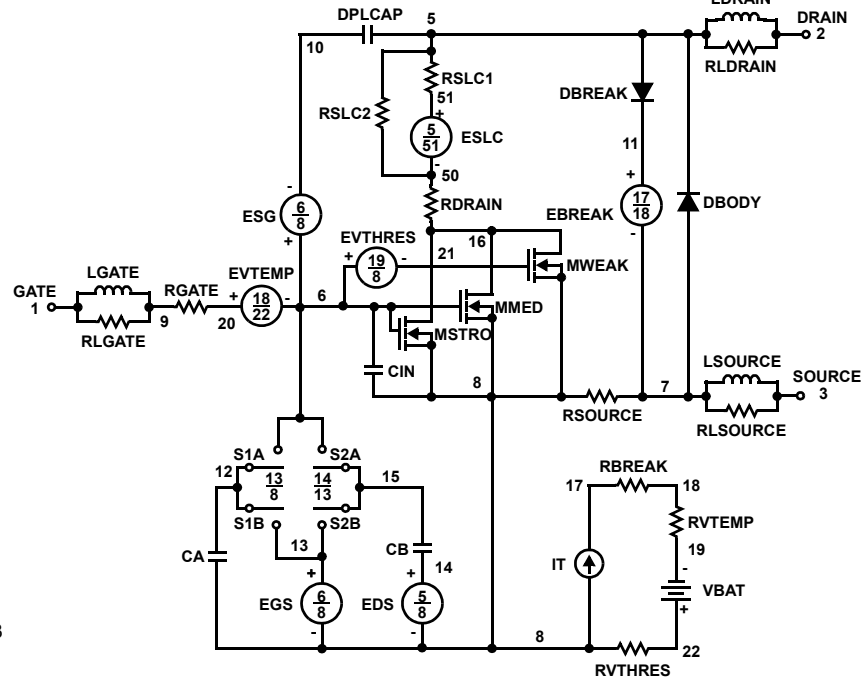 LDRAIN
DPLCAP 5 DRAIN
10 2
RSLC1 RLDRAIN
51 DBREAK
RSLC2 + 5/51 ESLC
11
- 50
- + 
ESG 6/8 RDRAIN EBREAK 17/18 DBODY
+ EVTHRES 16 -
+ 19/8 - 21 MWEAK
LGATE EVTEMP
GATE RGATE + 18/22 - 6 MMED
1 9 20 MSTRO
RLGATE
CIN LSOURCE
8 7 SOURCE
3
RSOURCE RLSOURCE
S1A S2A
12 13/8 14/13 15 RBREAK
17 18
S1B S2B RVTEMP
13 CB 19
CA IT -
+ + 14 VBAT
EGS 6/8 EDS 5/8 +
- - 8 22
RVTHRES